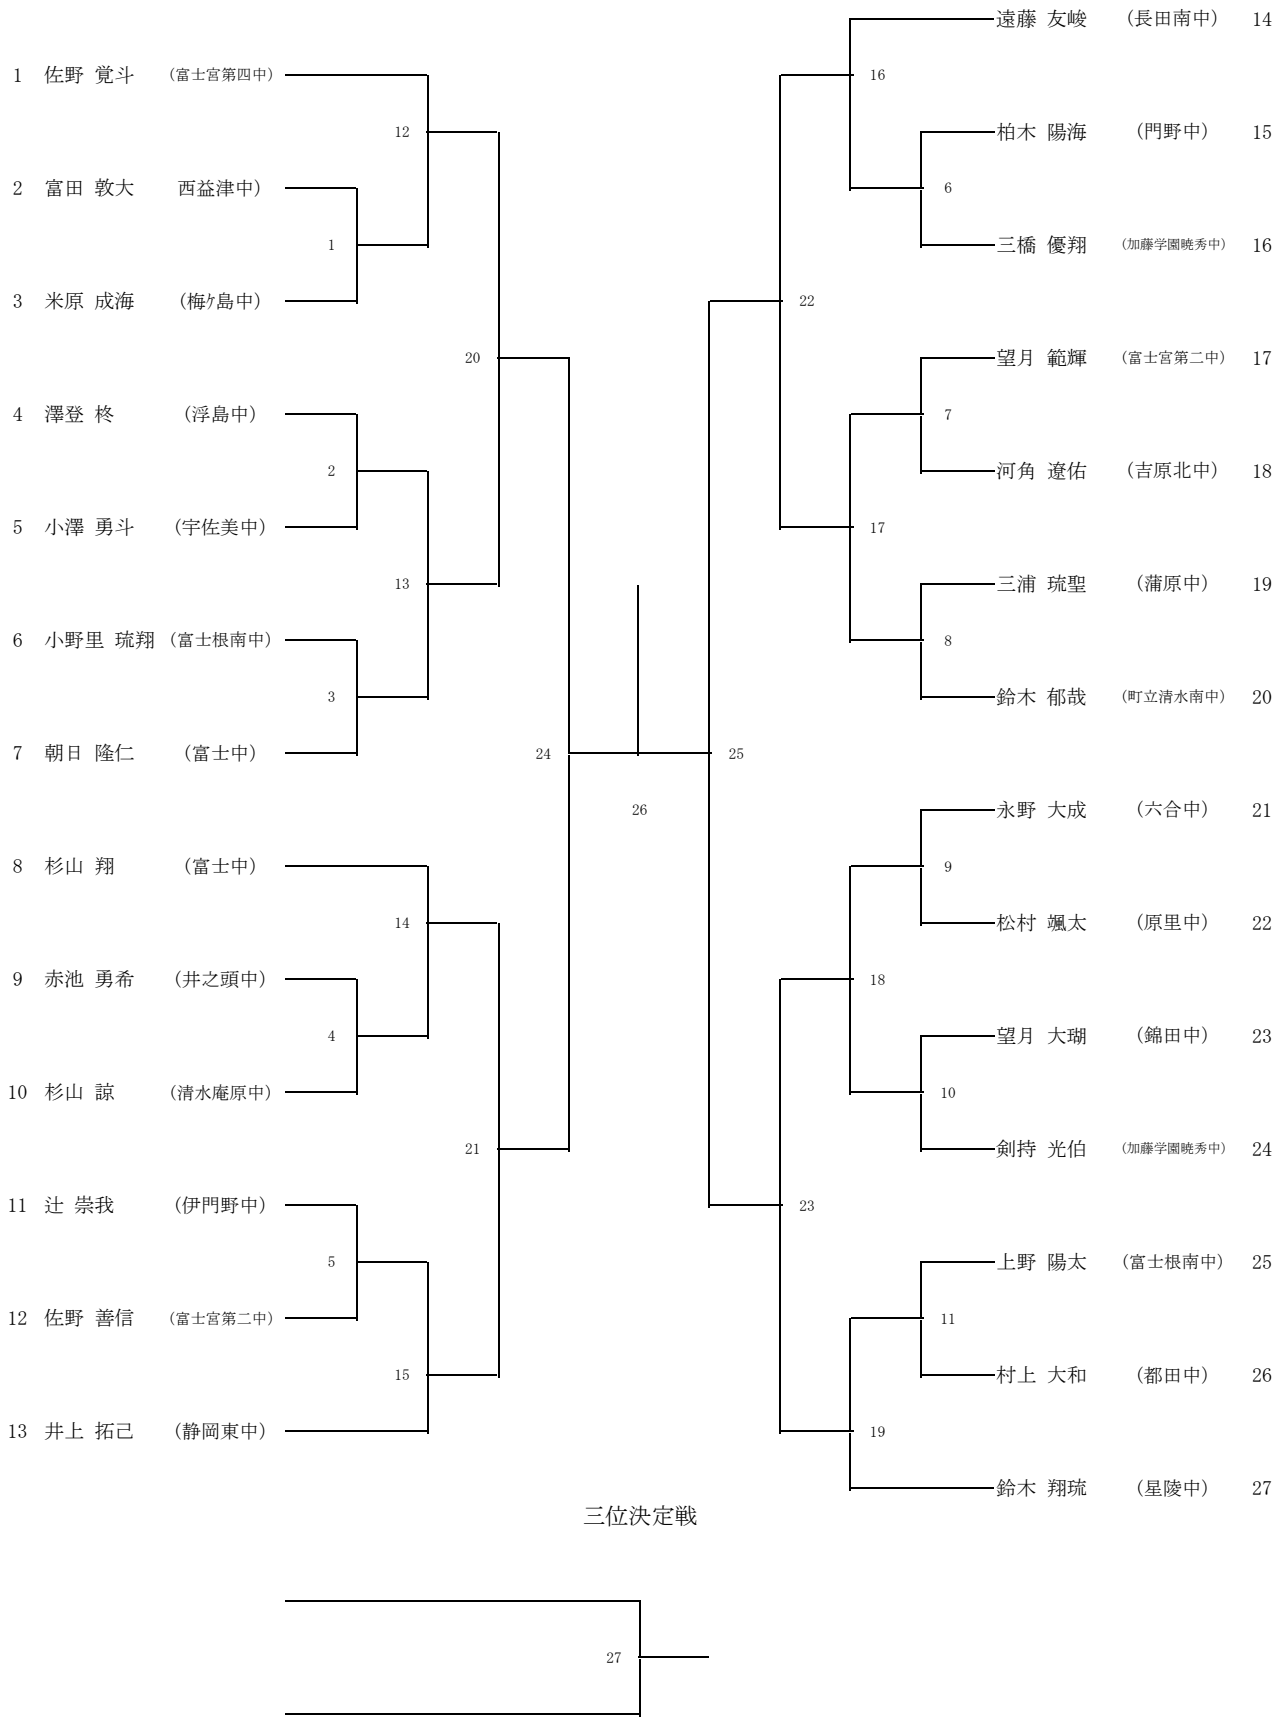 1 佐野 覚斗 (富士宮第四中)
2 富田 敦大 西益津中)
3 米原 成海 (梅ケ島中)
4 澤登 柊 (浮島中)
5 小澤 勇斗 (宇佐美中)
6 小野里 琉翔 (富士根南中)
7 朝日 隆仁 (富士中)
8 杉山 翔 (富士中)
9 赤池 勇希 (井之頭中)
10 杉山 諒 (清水庵原中)
11 辻 崇我 (伊門野中)
12 佐野 善信 (富士宮第二中)
13 井上 拓己 (静岡東中)
12
1
20
2
13
3
24
14
4
21
5
15
26
25
遠藤 友峻 (長田南中) 14
柏木 陽海 (門野中) 15
三橋 優翔 (加藤学園暁秀中) 16
望月 範輝 (富士宮第二中) 17
河角 遼佑 (吉原北中) 18
三浦 琉聖 (蒲原中) 19
鈴木 郁哉 (町立清水南中) 20
永野 大成 (六合中) 21
松村 颯太 (原里中) 22
望月 大瑚 (錦田中) 23
剣持 光伯 (加藤学園暁秀中) 24
上野 陽太 (富士根南中) 25
村上 大和 (都田中) 26
鈴木 翔琉 (星陵中) 27
16
6
22
7
17
8
9
18
10
23
11
19
三位決定戦
27